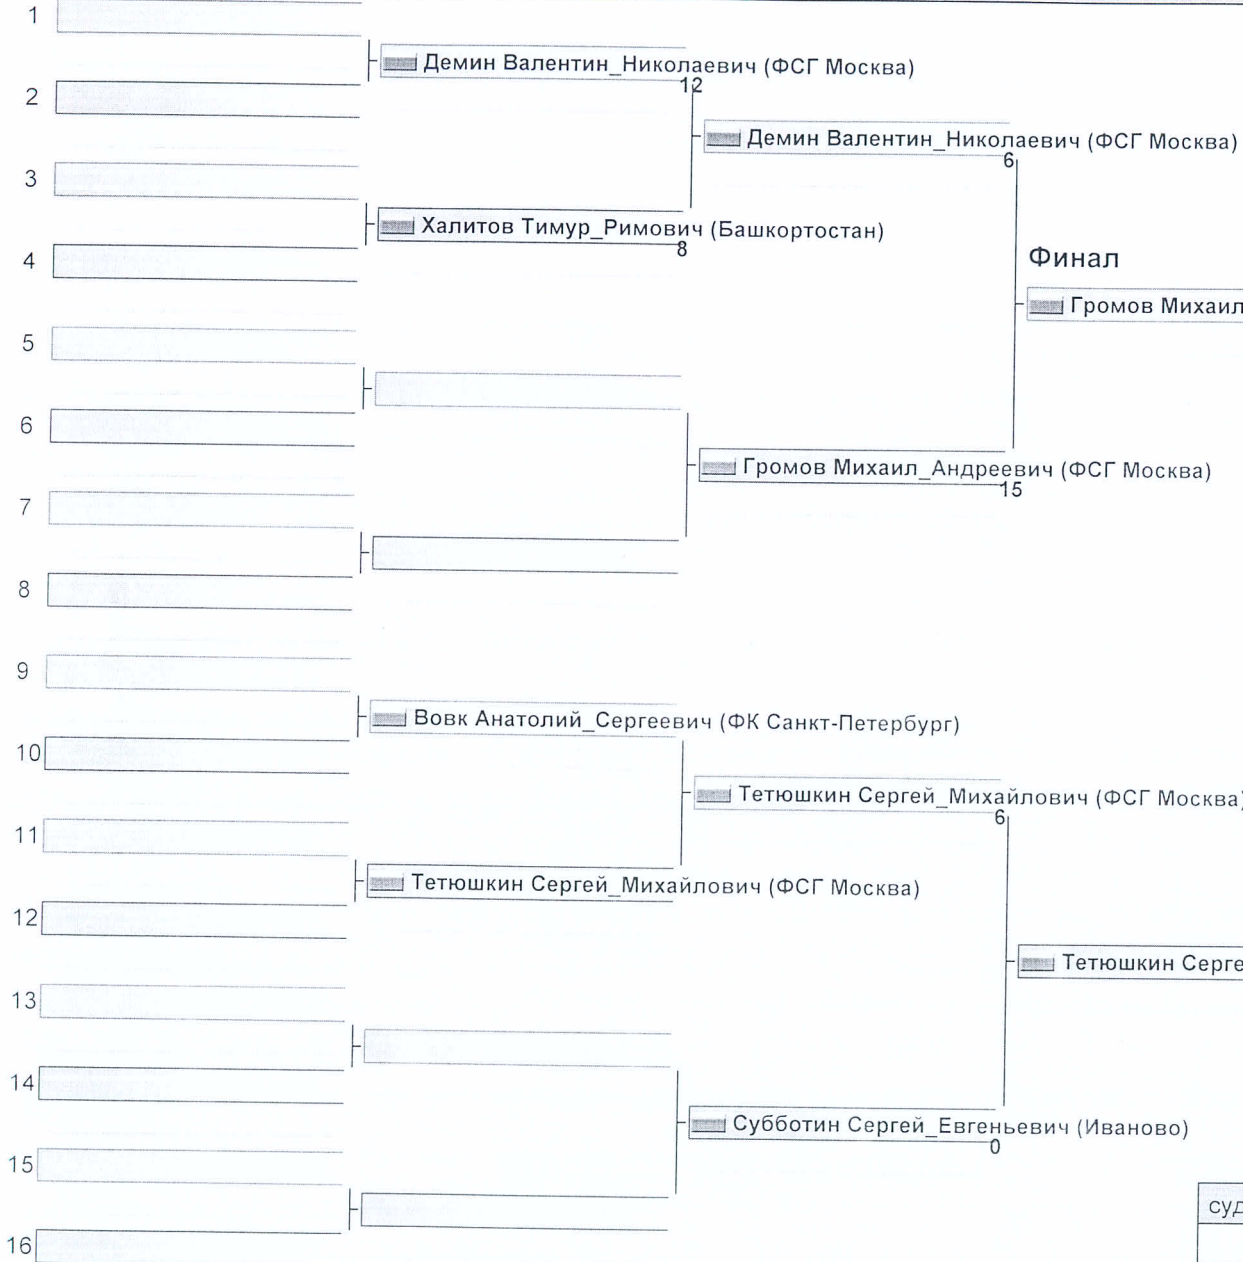 1
Демин Валентин_Николаевич (ФСГ Москва)
12
2
Демин Валентин_Николаевич (ФСГ Москва)
6
3
Халитов Тимур_Римович (Башкортостан)
8
4
Финал
Громов Михаил
5
6
Громов Михаил_Андреевич (ФСГ Москва)
15
7
8
9
Вовк Анатолий_Сергеевич (ФК Санкт-Петербург)
10
Тетюшкин Сергей_Михайлович (ФСГ Москва)
6
11
Тетюшкин Сергей_Михайлович (ФСГ Москва)
12
Тетюшкин Серге
13
14
Субботин Сергей_Евгеньевич (Иваново)
0
15
суд
16